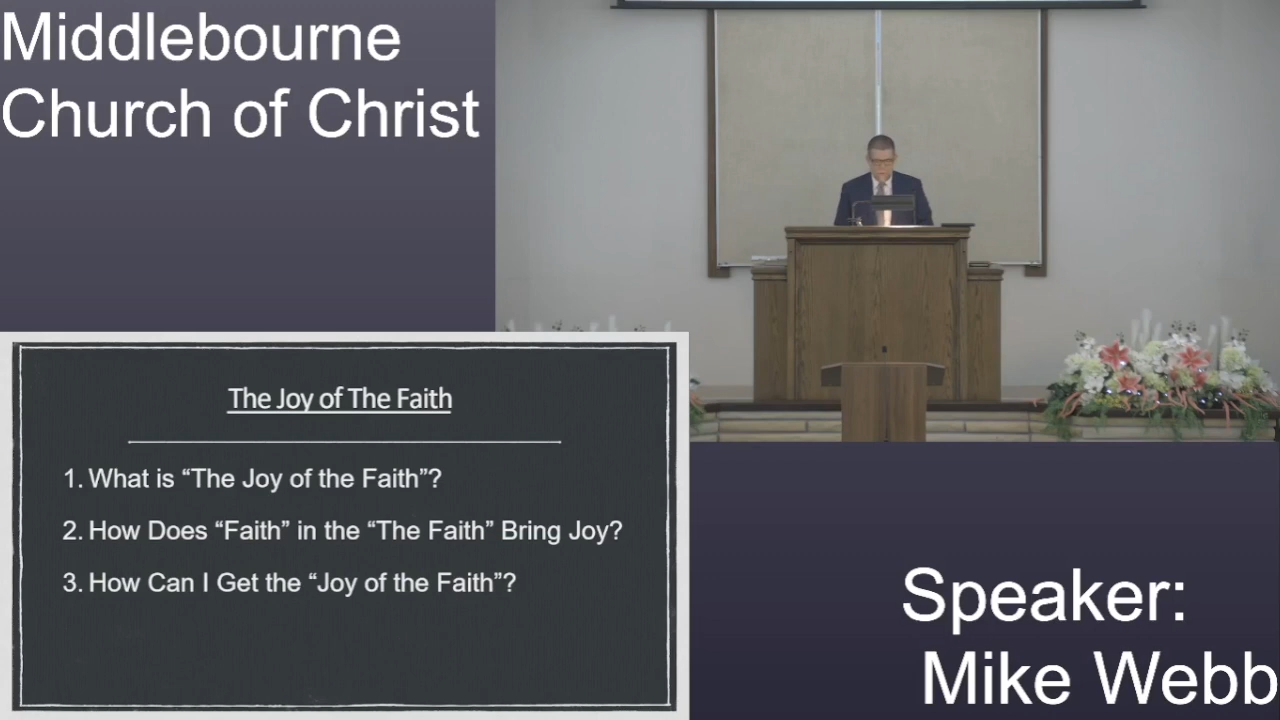 Middlebourne
Church of Christ
The Joy of The Faith
1. What is “The Joy of the Faith”?
2. How Does “Faith” in the “The Faith” Bring Joy?
3. How Can I Get the “Joy of the Faith”?
Speaker:
Mike Webb